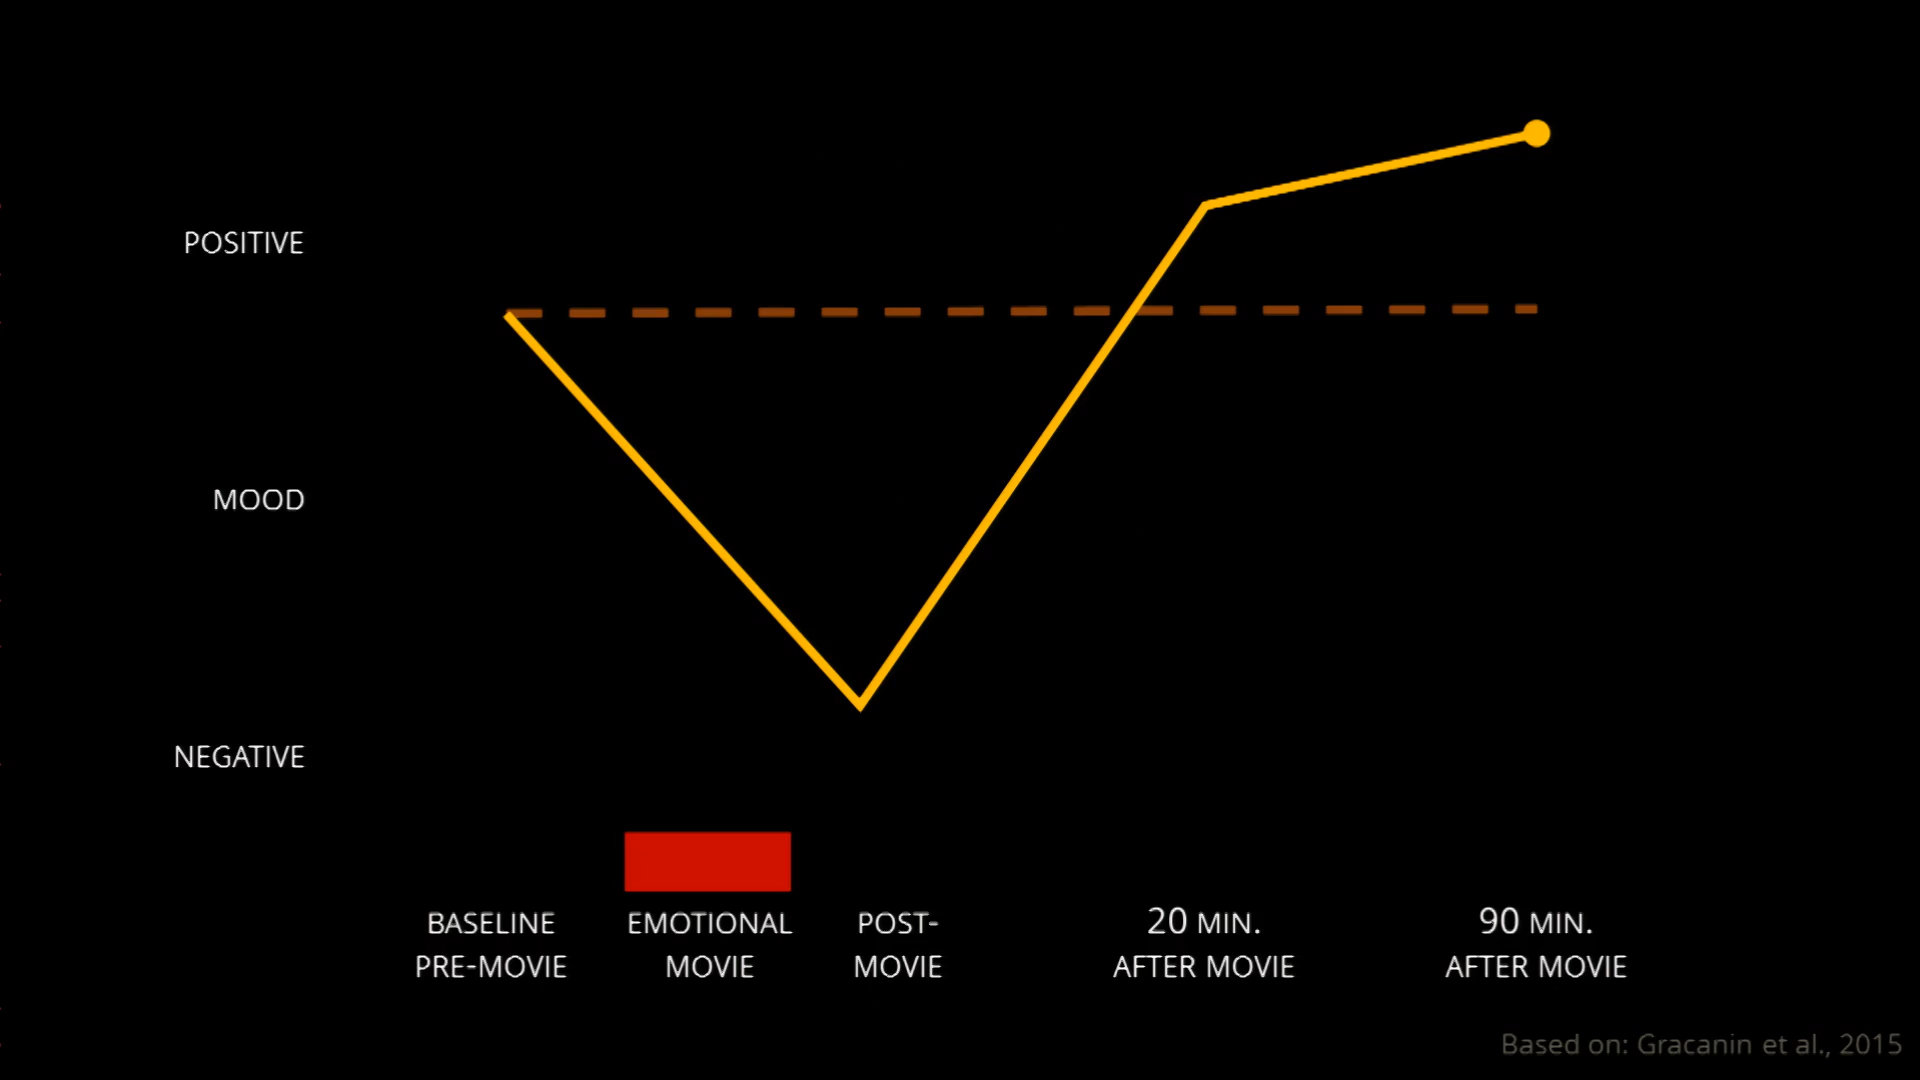 POSITIVE
MOOD
NEGATIVE
BASELINE
PRE-MOVIE
EMOTIONAL
MOVIE
POST-
MOVIE
20 MIN.
AFTER MOVIE
90 MIN.
AFTER MOVIE
Based on: Gracanin et al., 2015